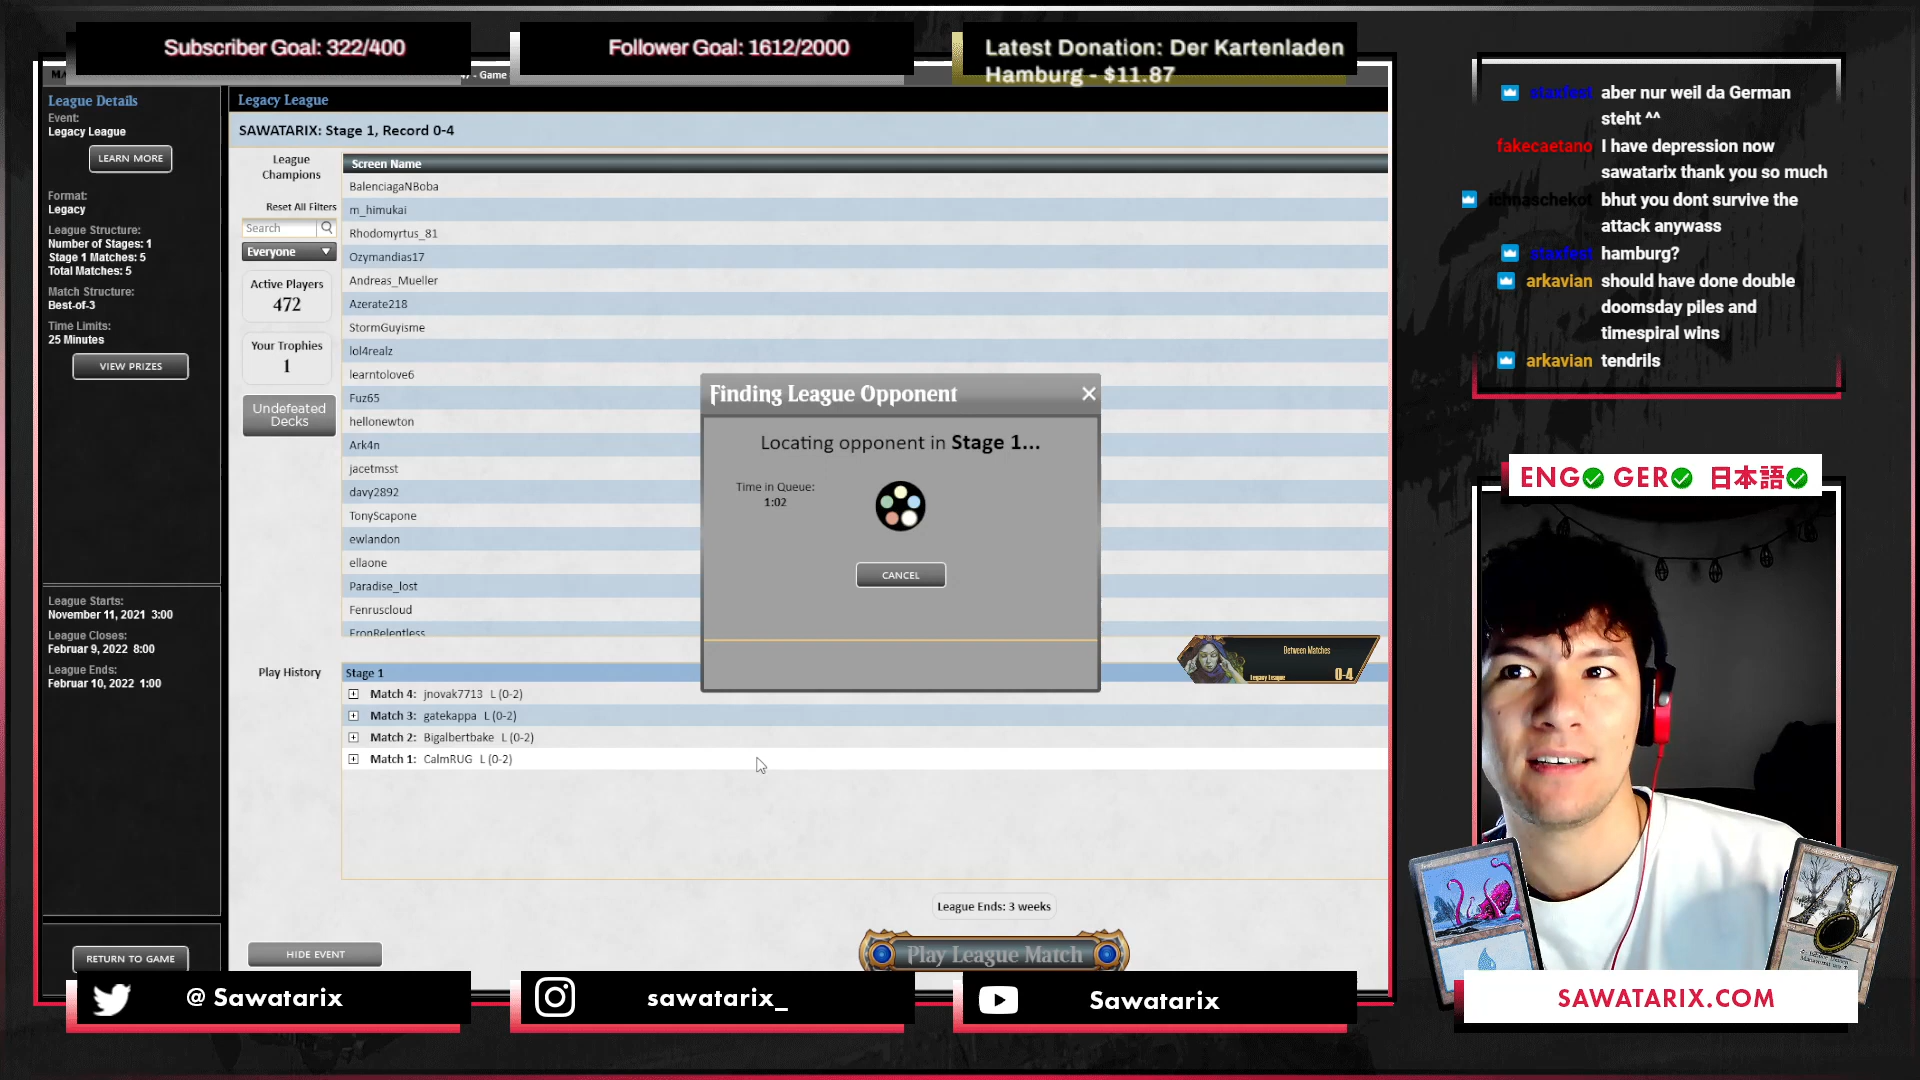 Subscriber Goal: 322/400
Follower Goal: 1612/2000
Latest Donation: Der Kartenladen
Hamburg - $11.87
- Game
League Details
Event:
Legacy League
LEARN MORE
Format:
Legacy
League Structure:
Number of Stages: 1
Stage 1 Matches: 5
Total Matches: 5
Match Structure:
Best-of-3
Time Limits:
25 Minutes
VIEW PRIZES
League Starts:
November 11, 2021 3:00
League Closes:
Februar 9, 2022 8:00
League Ends:
Februar 10, 2022 1:00
RETURN TO GAME
Legacy League
SAWATARIX: Stage 1, Record 0-4
League
Champions
Reset All Filters
Search
Everyone
Active Players
472
Your Trophies
1
Undefeated
Decks
Screen Name
BalenciagaNBoba
m_himukai
Rhodomyrtus_81
Ozymandias17
Andreas_Mueller
Azerate218
StormGuyisme
lol4realz
learntolove6
Fuz65
hellonewton
Ark4n
jacetmsst
davy2892
TonyScapone
ewlandon
ellaone
Paradise_lost
Fenruscloud
EronRelentless
Finding League Opponent
Locating opponent in Stage 1...
Time in Queue:
1:02
CANCEL
Between Matches
Legacy League 0-4
Play History
Stage 1
Match 4: jnovak7713 L (0-2)
Match 3: gatekappa L (0-2)
Match 2: Bigalbertbake L (0-2)
Match 1: CalmRUG L (0-2)
League Ends: 3 weeks
HIDE EVENT
Play League Match
staxfest aber nur weil da German
steht ^^
fakecaetano I have depression now
sawatarix thank you so much
ichnaschekot bhut you dont survive the
attack anywass
staxfest hamburg?
arkavian should have done double
doomsday piles and
timespiral wins
arkavian tendrils
ENG GER 日本語
@ Sawatarix
sawatarix_
Sawatarix
SAWATARIX.COM